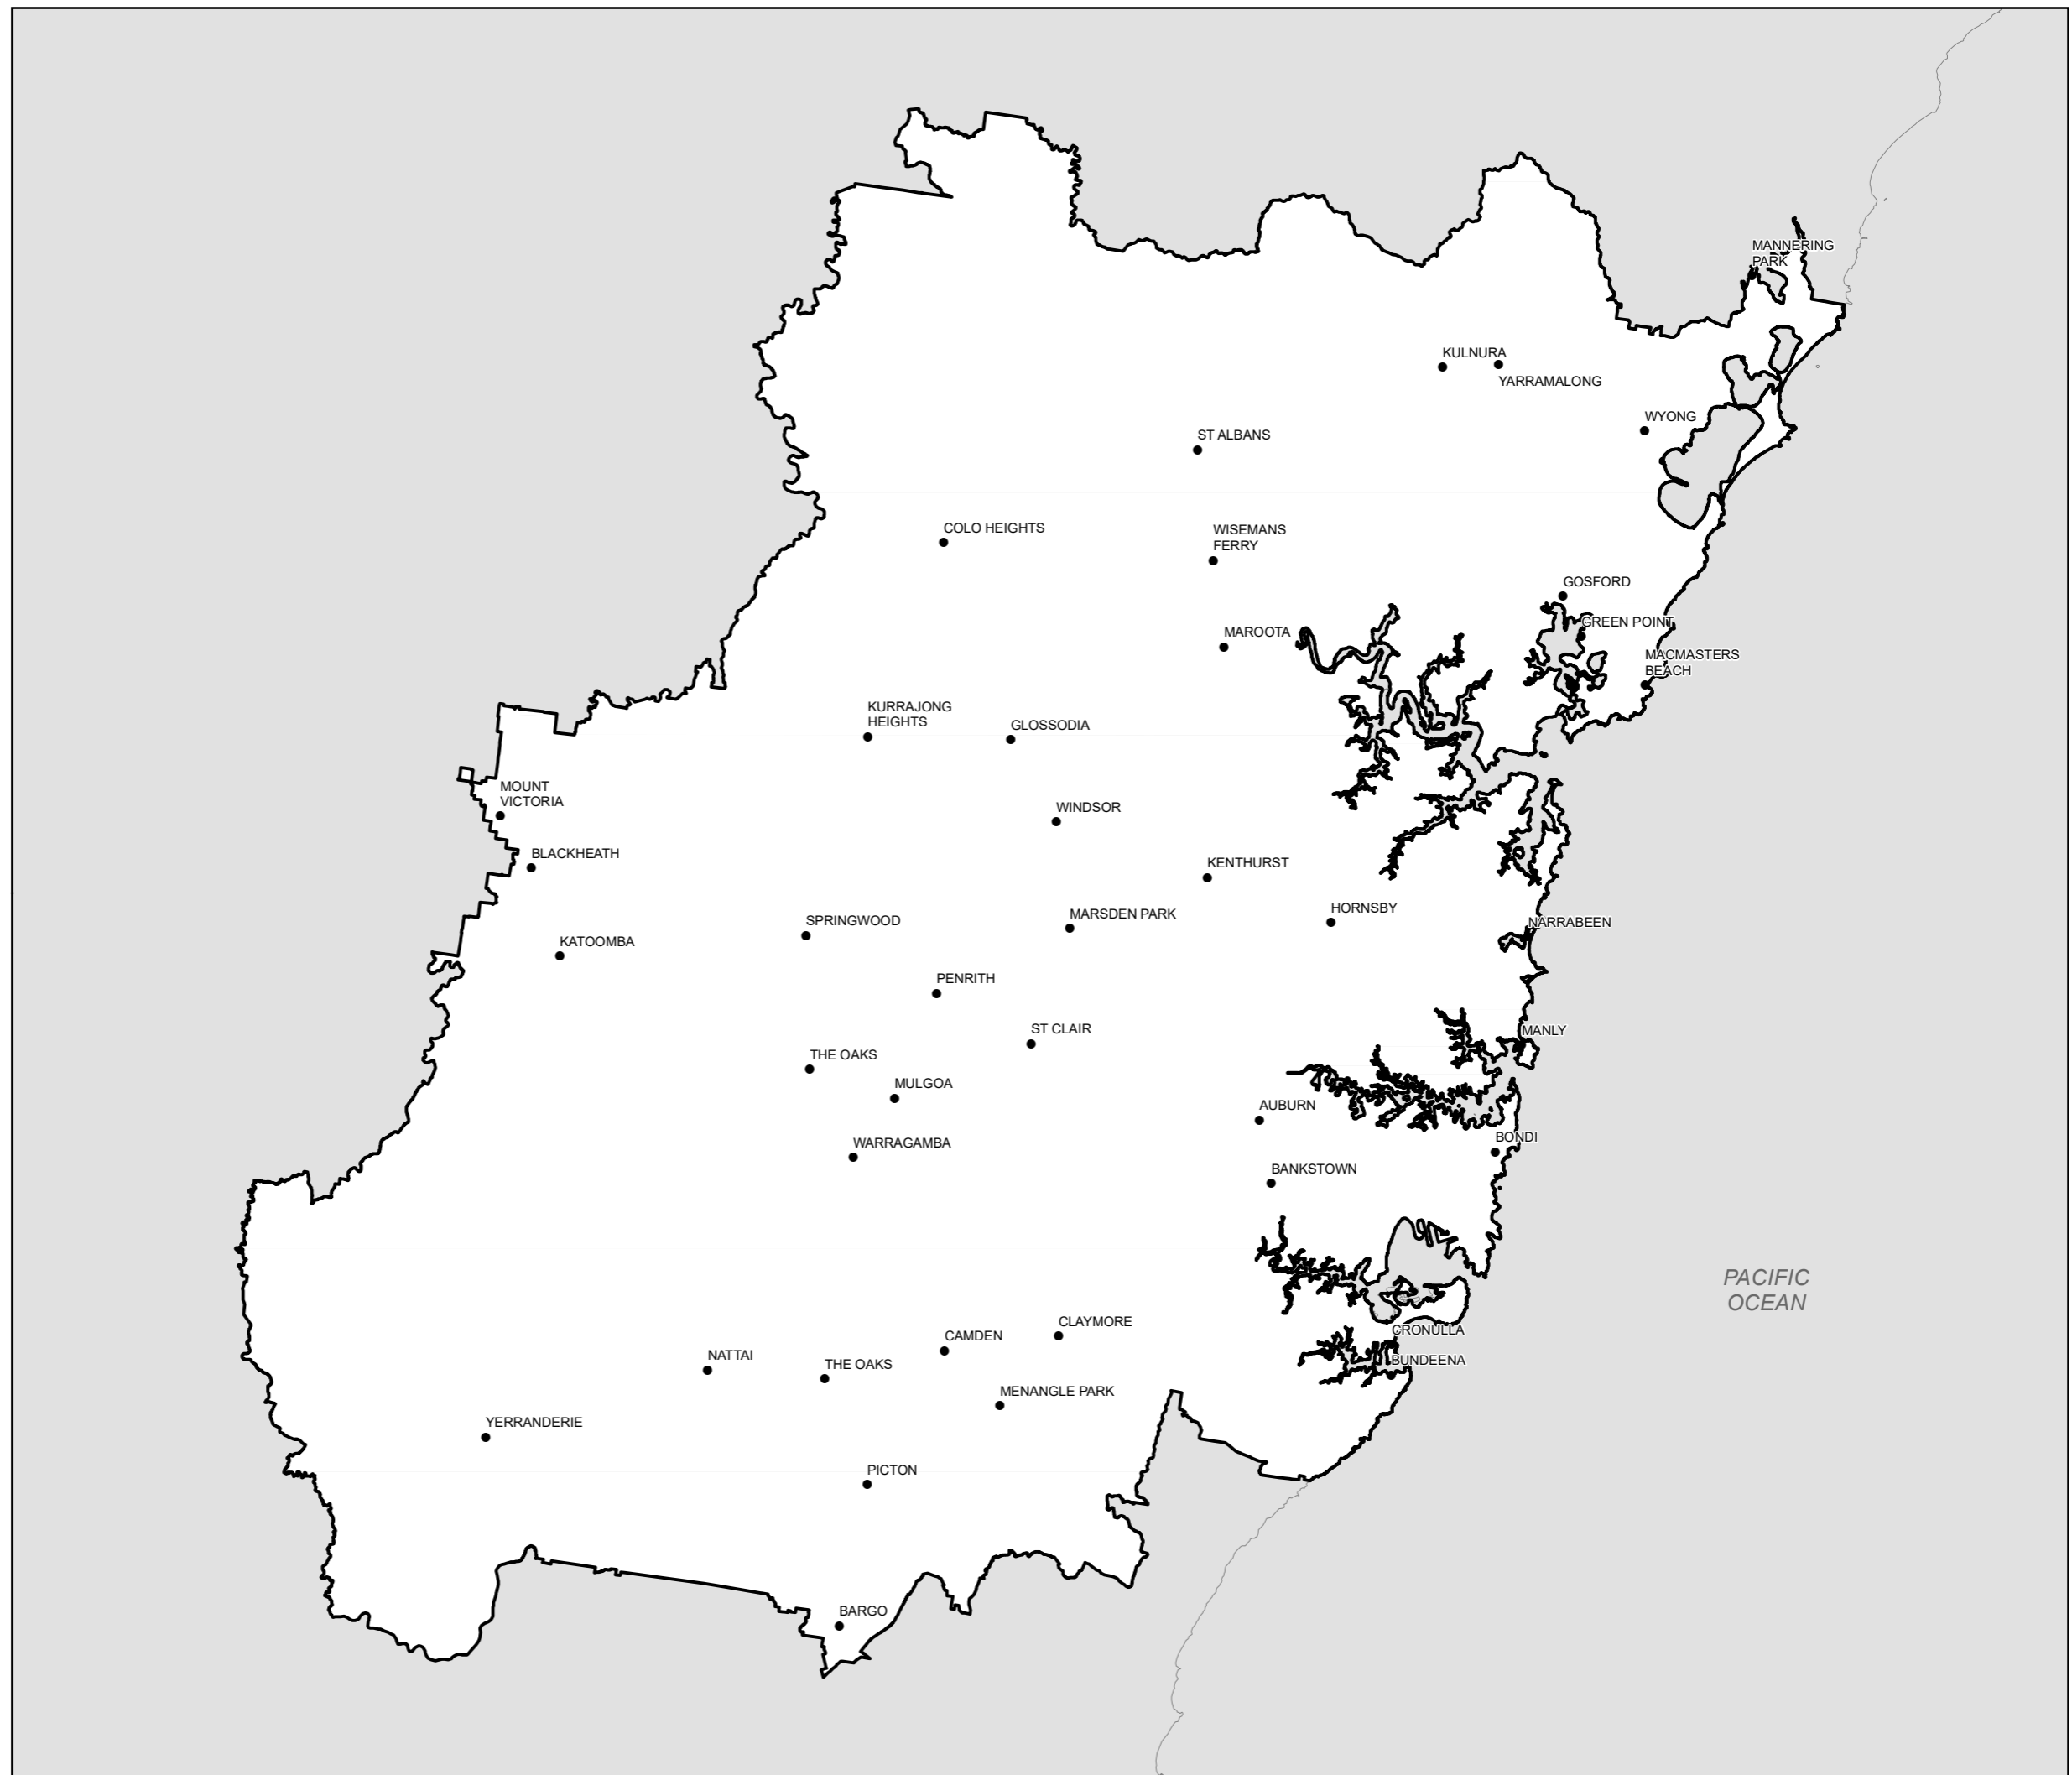 MANNERING
PARK
KULNURA
YARRAMALONG
WYONG
ST ALBANS
COLO HEIGHTS
WISEMANS
FERRY
GOSFORD
GREEN POINT
MAROOTA
MACMASTERS
BEACH
KURRAJONG
HEIGHTS
GLOSSODIA
MOUNT
VICTORIA
WINDSOR
BLACKHEATH
KENTHURST
HORNSBY
MARSDEN PARK
SPRINGWOOD
NARRABEEN
KATOOMBA
PENRITH
ST CLAIR
MANLY
THE OAKS
MULGOA
AUBURN
BONDI
WARRAGAMBA
BANKSTOWN
PACIFIC
OCEAN
CLAYMORE
CRONULLA
CAMDEN
NATTAI
THE OAKS
BUNDEENA
MENANGLE PARK
YERRANDERIE
PICTON
BARGO